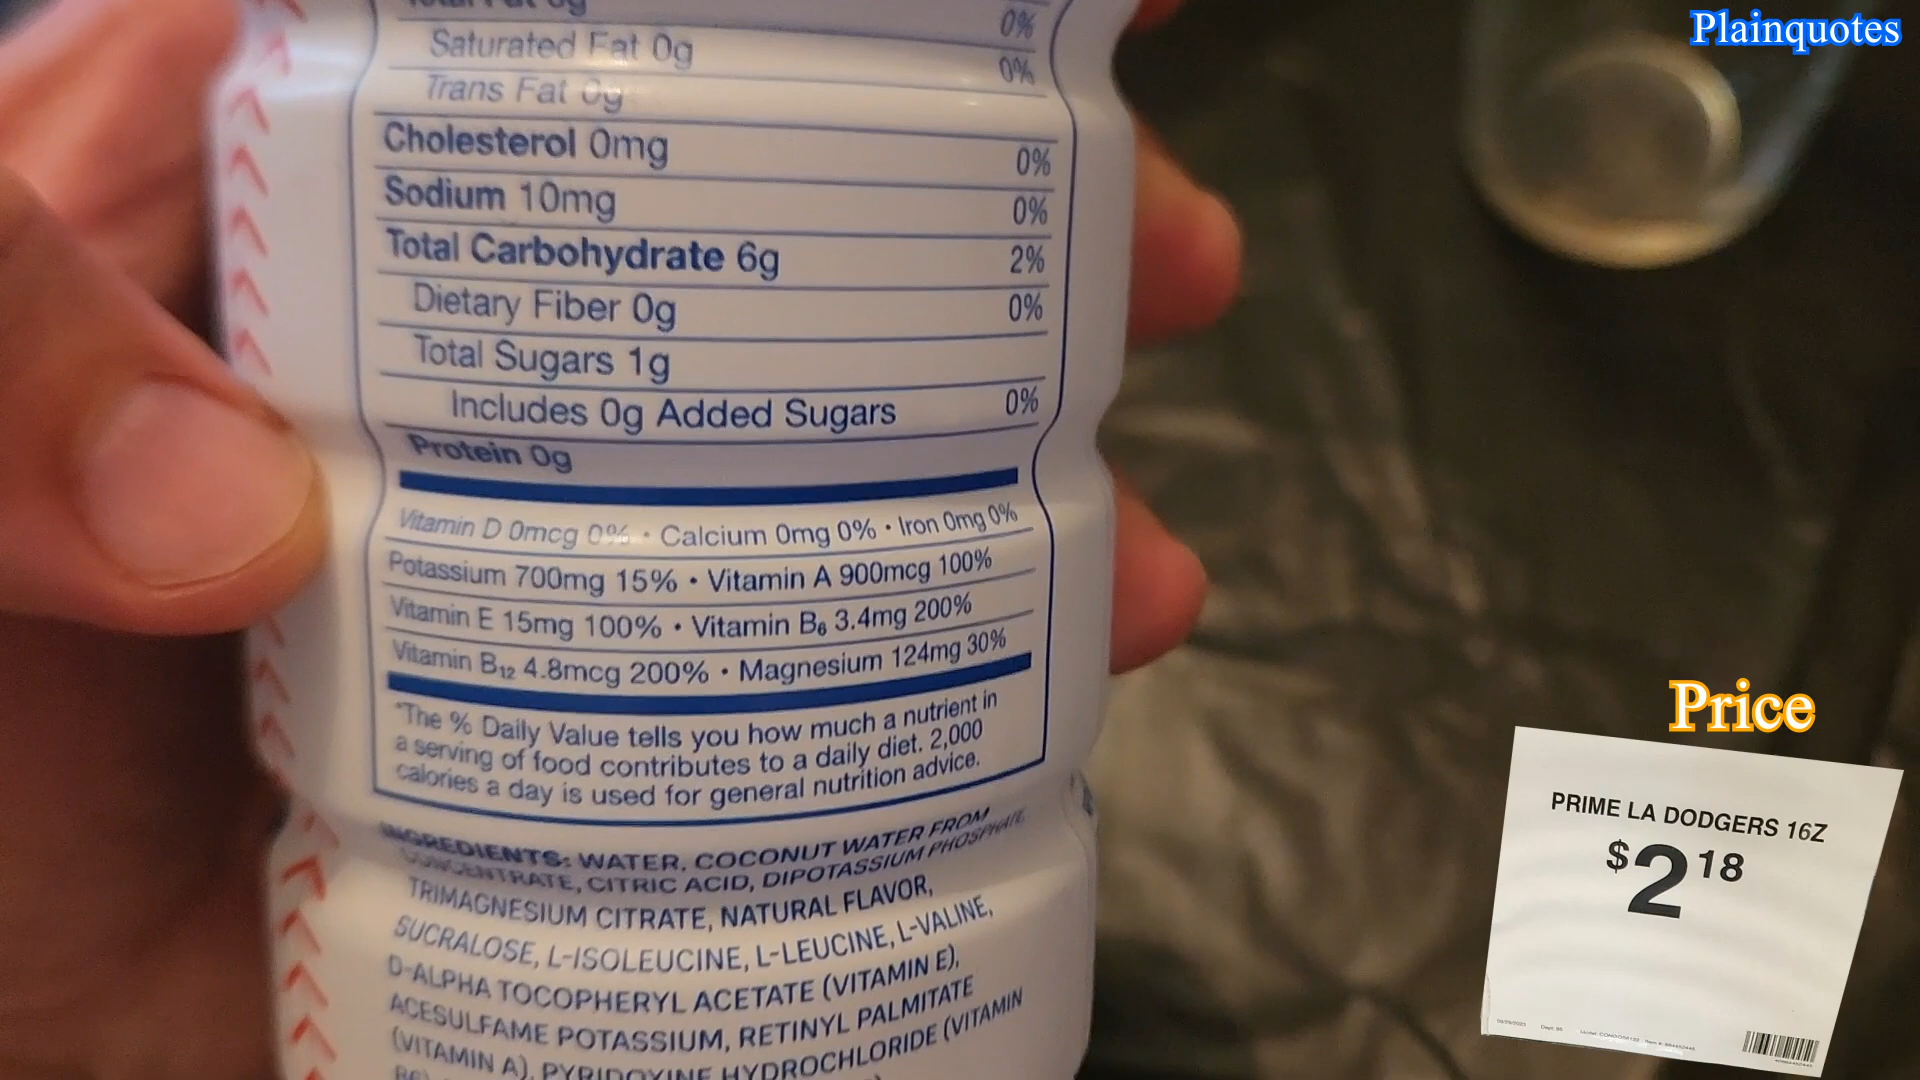 Plainquotes
Total Fat 0g 0%
Saturated Fat 0g 0%
Trans Fat 0g
Cholesterol 0mg 0%
Sodium 10mg 0%
Total Carbohydrate 6g 2%
Dietary Fiber 0g 0%
Total Sugars 1g
Includes 0g Added Sugars 0%
Protein 0g
Vitamin D 0mcg 0% • Calcium 0mg 0% • Iron 0mg 0%
Potassium 700mg 15% • Vitamin A 900mcg 100%
Vitamin E 15mg 100% • Vitamin B6 3.4mg 200%
Vitamin B12 4.8mcg 200% • Magnesium 124mg 30%
*The % Daily Value tells you how much a nutrient in
a serving of food contributes to a daily diet. 2,000
calories a day is used for general nutrition advice.
INGREDIENTS: WATER, COCONUT WATER FROM
CONCENTRATE, CITRIC ACID, DIPOTASSIUM PHOSPHATE,
TRIMAGNESIUM CITRATE, NATURAL FLAVOR,
SUCRALOSE, L-ISOLEUCINE, L-LEUCINE, L-VALINE,
D-ALPHA TOCOPHERYL ACETATE (VITAMIN E),
ACESULFAME POTASSIUM, RETINYL PALMITATE
(VITAMIN A), PYRIDOXINE HYDROCHLORIDE (VITAMIN
Price
PRIME LA DODGERS 16Z
$2 18